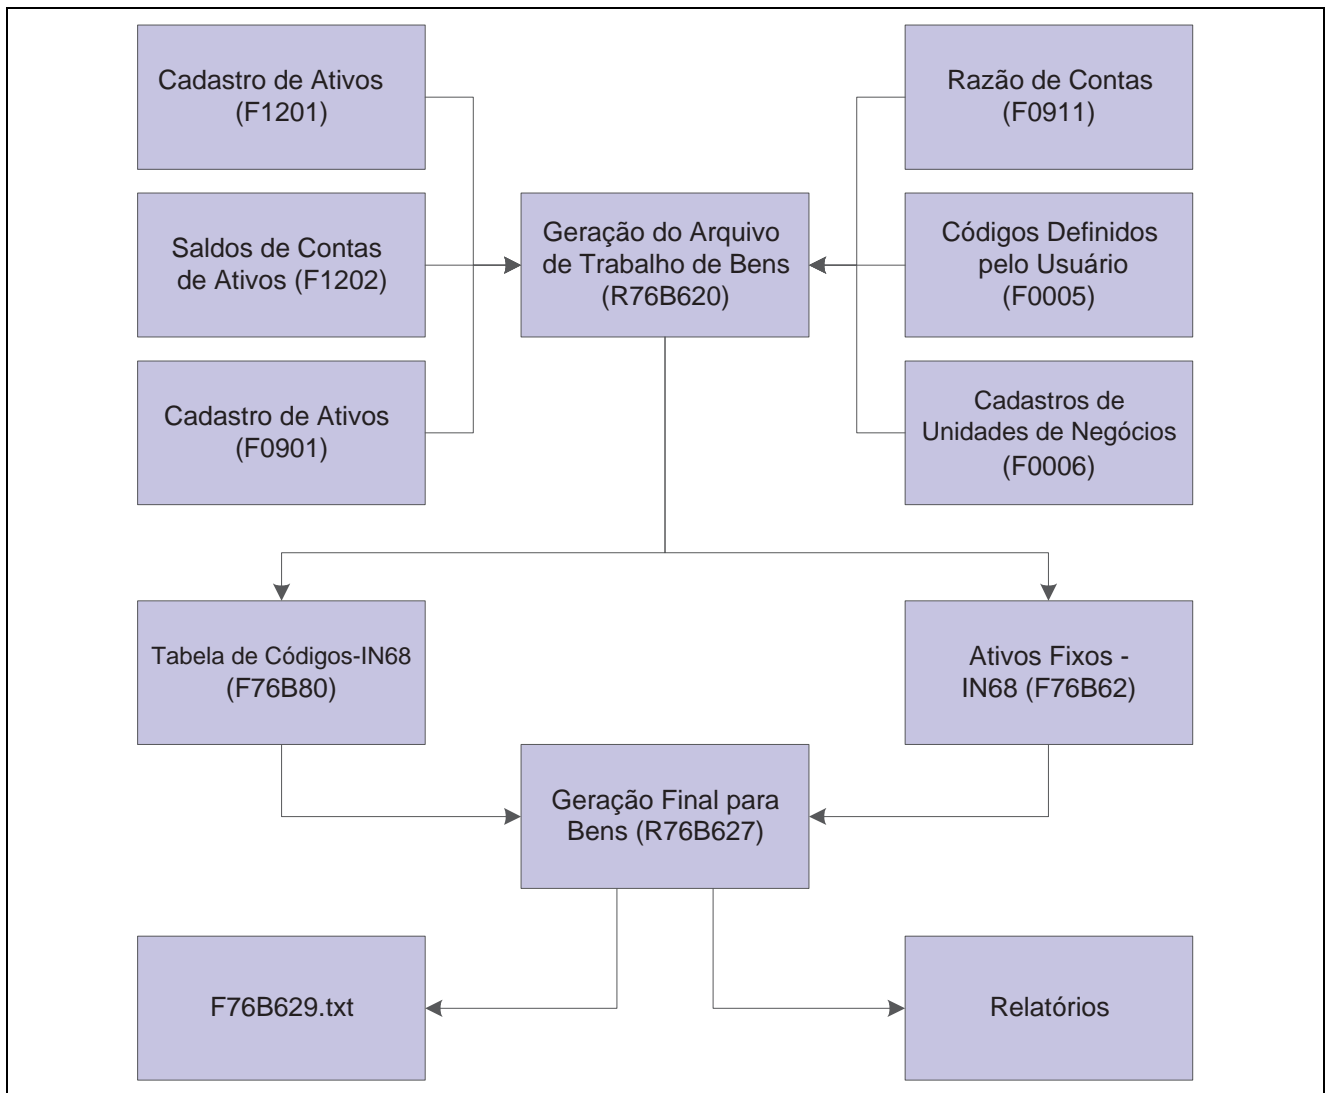 Cadastro de Ativos
(F1201)
Razão de Contas
(F0911)
Saldos de Contas
de Ativos (F1202)
Geração do Arquivo
de Trabalho de Bens
(R76B620)
Códigos Definidos
pelo Usuário
(F0005)
Cadastro de Ativos
(F0901)
Cadastros de
Unidades de Negócios
(F0006)
Tabela de Códigos-IN68
(F76B80)
Ativos Fixos -
IN68 (F76B62)
Geração Final para
Bens (R76B627)
F76B629.txt
Relatórios